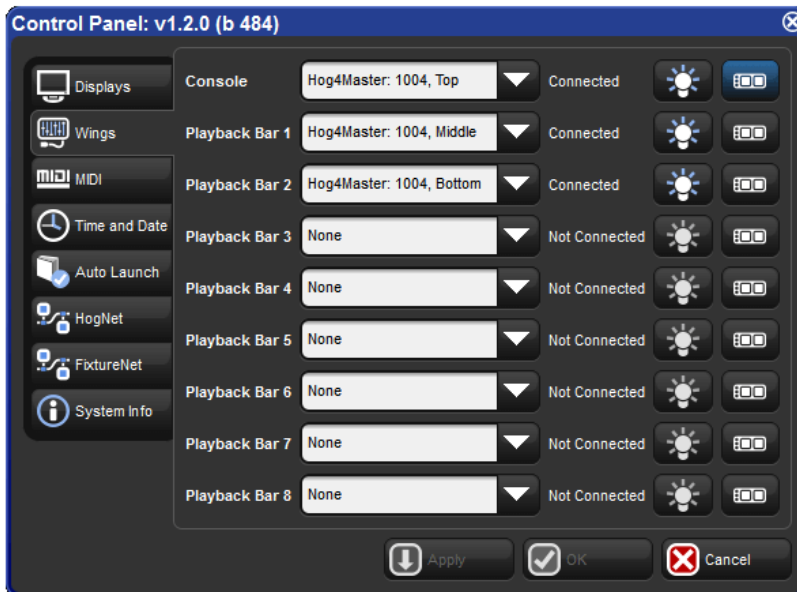 Control Panel: v1.2.0 (b 484)
Displays
Wings
MIDI
MIDI
Time and Date
Auto Launch
HogNet
FixtureNet
System Info
Console Hog4Master: 1004, Top Connected
Playback Bar 1 Hog4Master: 1004, Middle Connected
Playback Bar 2 Hog4Master: 1004, Bottom Connected
Playback Bar 3 None Not Connected
Playback Bar 4 None Not Connected
Playback Bar 5 None Not Connected
Playback Bar 6 None Not Connected
Playback Bar 7 None Not Connected
Playback Bar 8 None Not Connected
Apply OK Cancel